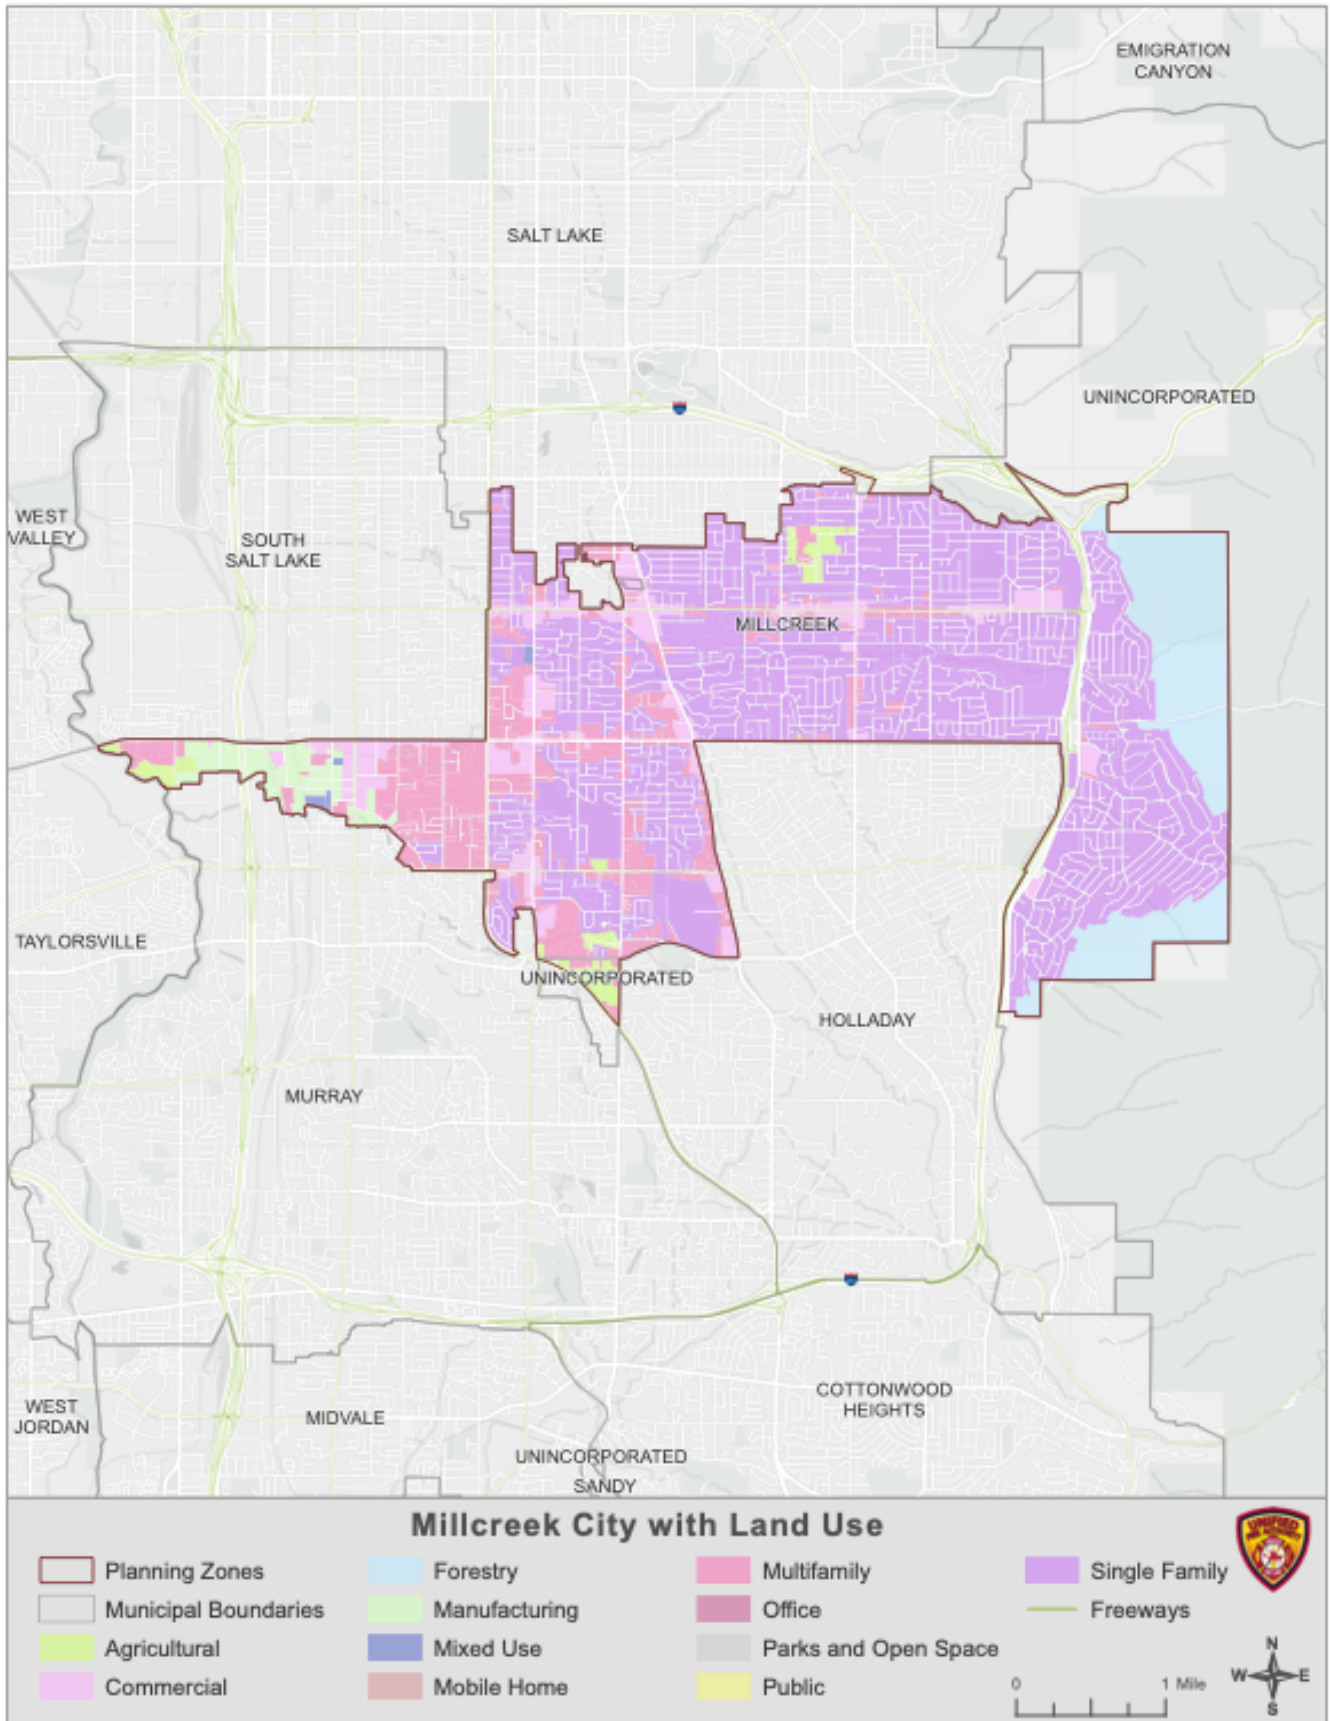 EMIGRATION
CANYON
SALT LAKE
UNINCORPORATED
WEST
VALLEY
SOUTH
SALT LAKE
MILLCREEK
TAYLORSVILLE
UNINCORPORATED
HOLLADAY
MURRAY
WEST
JORDAN
MIDVALE
COTTONWOOD
HEIGHTS
UNINCORPORATED
SANDY
Millcreek City with Land Use
Planning Zones
Municipal Boundaries
Agricultural
Commercial
Forestry
Manufacturing
Mixed Use
Mobile Home
Multifamily
Office
Parks and Open Space
Public
Single Family
Freeways
UNIFIED
N
W E
S
0 1 Mile